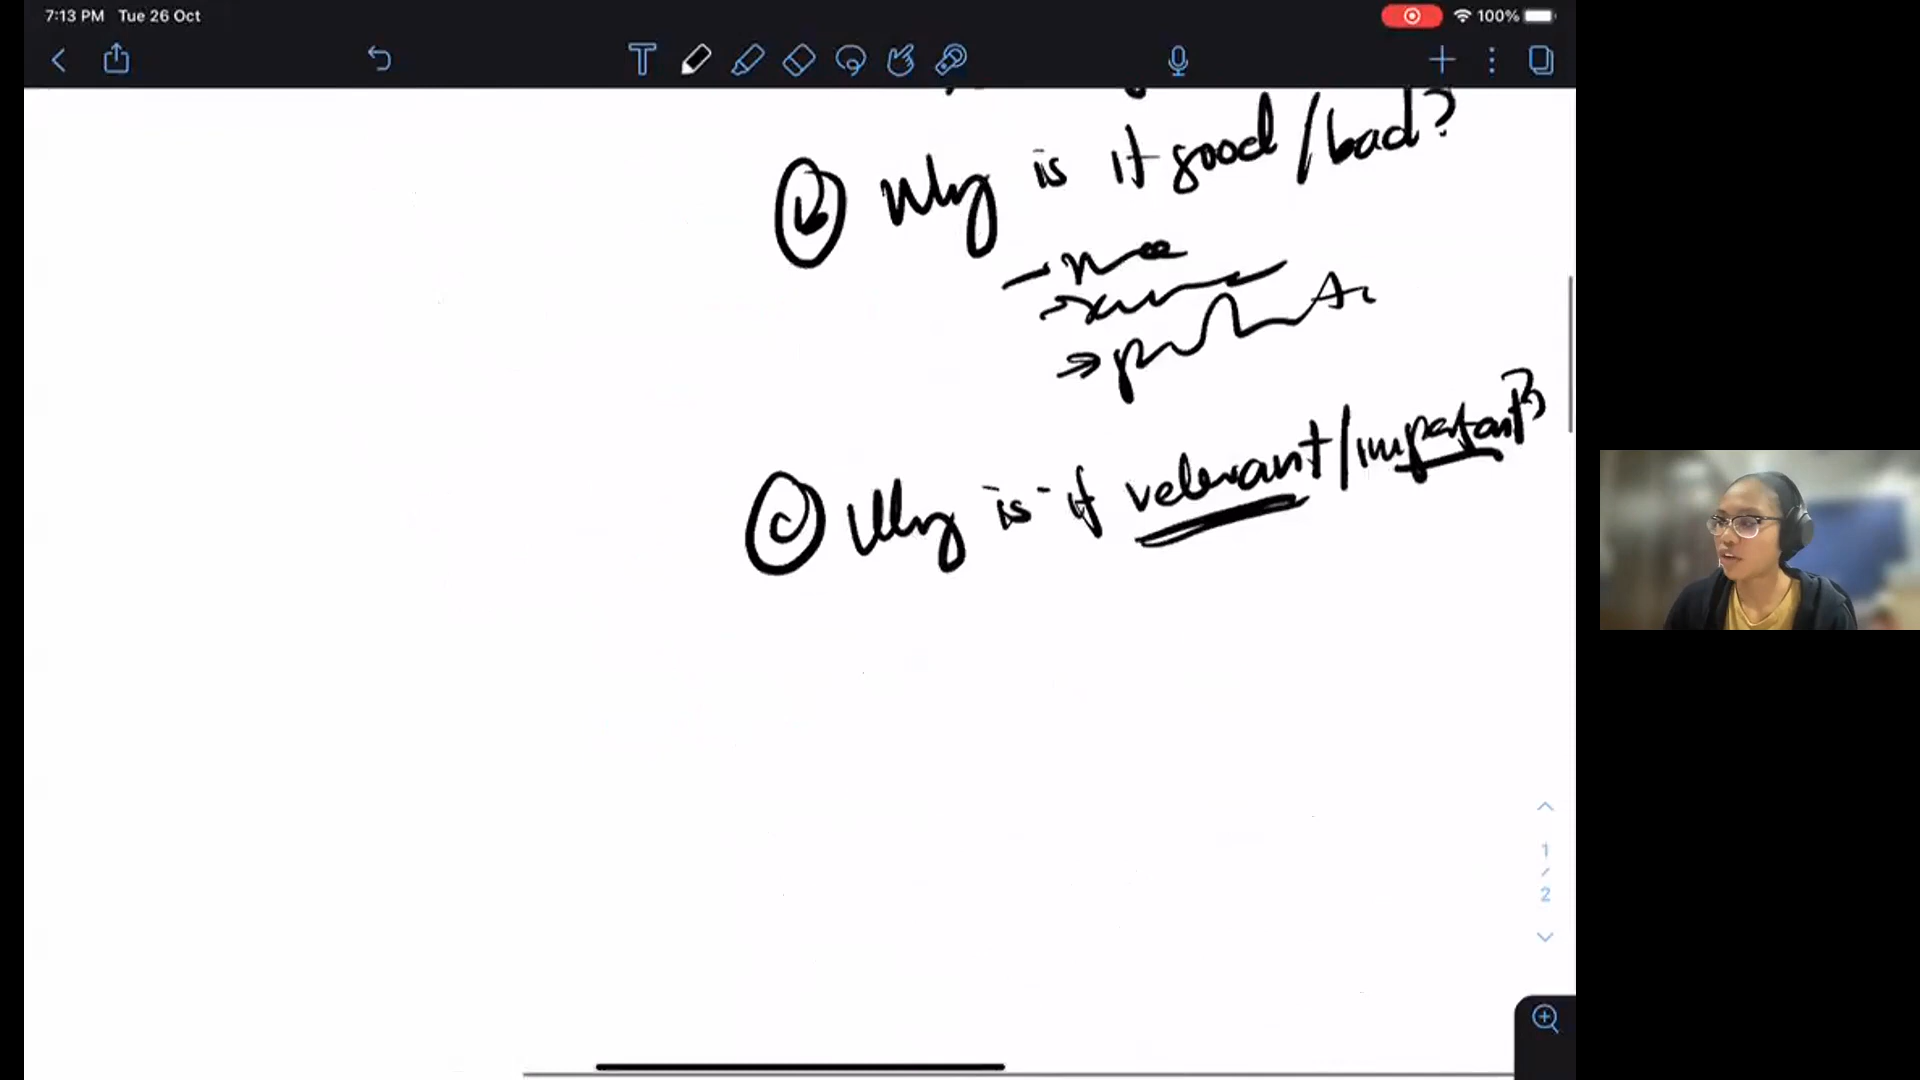 7:13 PM Tue 26 Oct
100%
T
b Why is it good/bad?
c Why is it relevant/important?
1
/
2